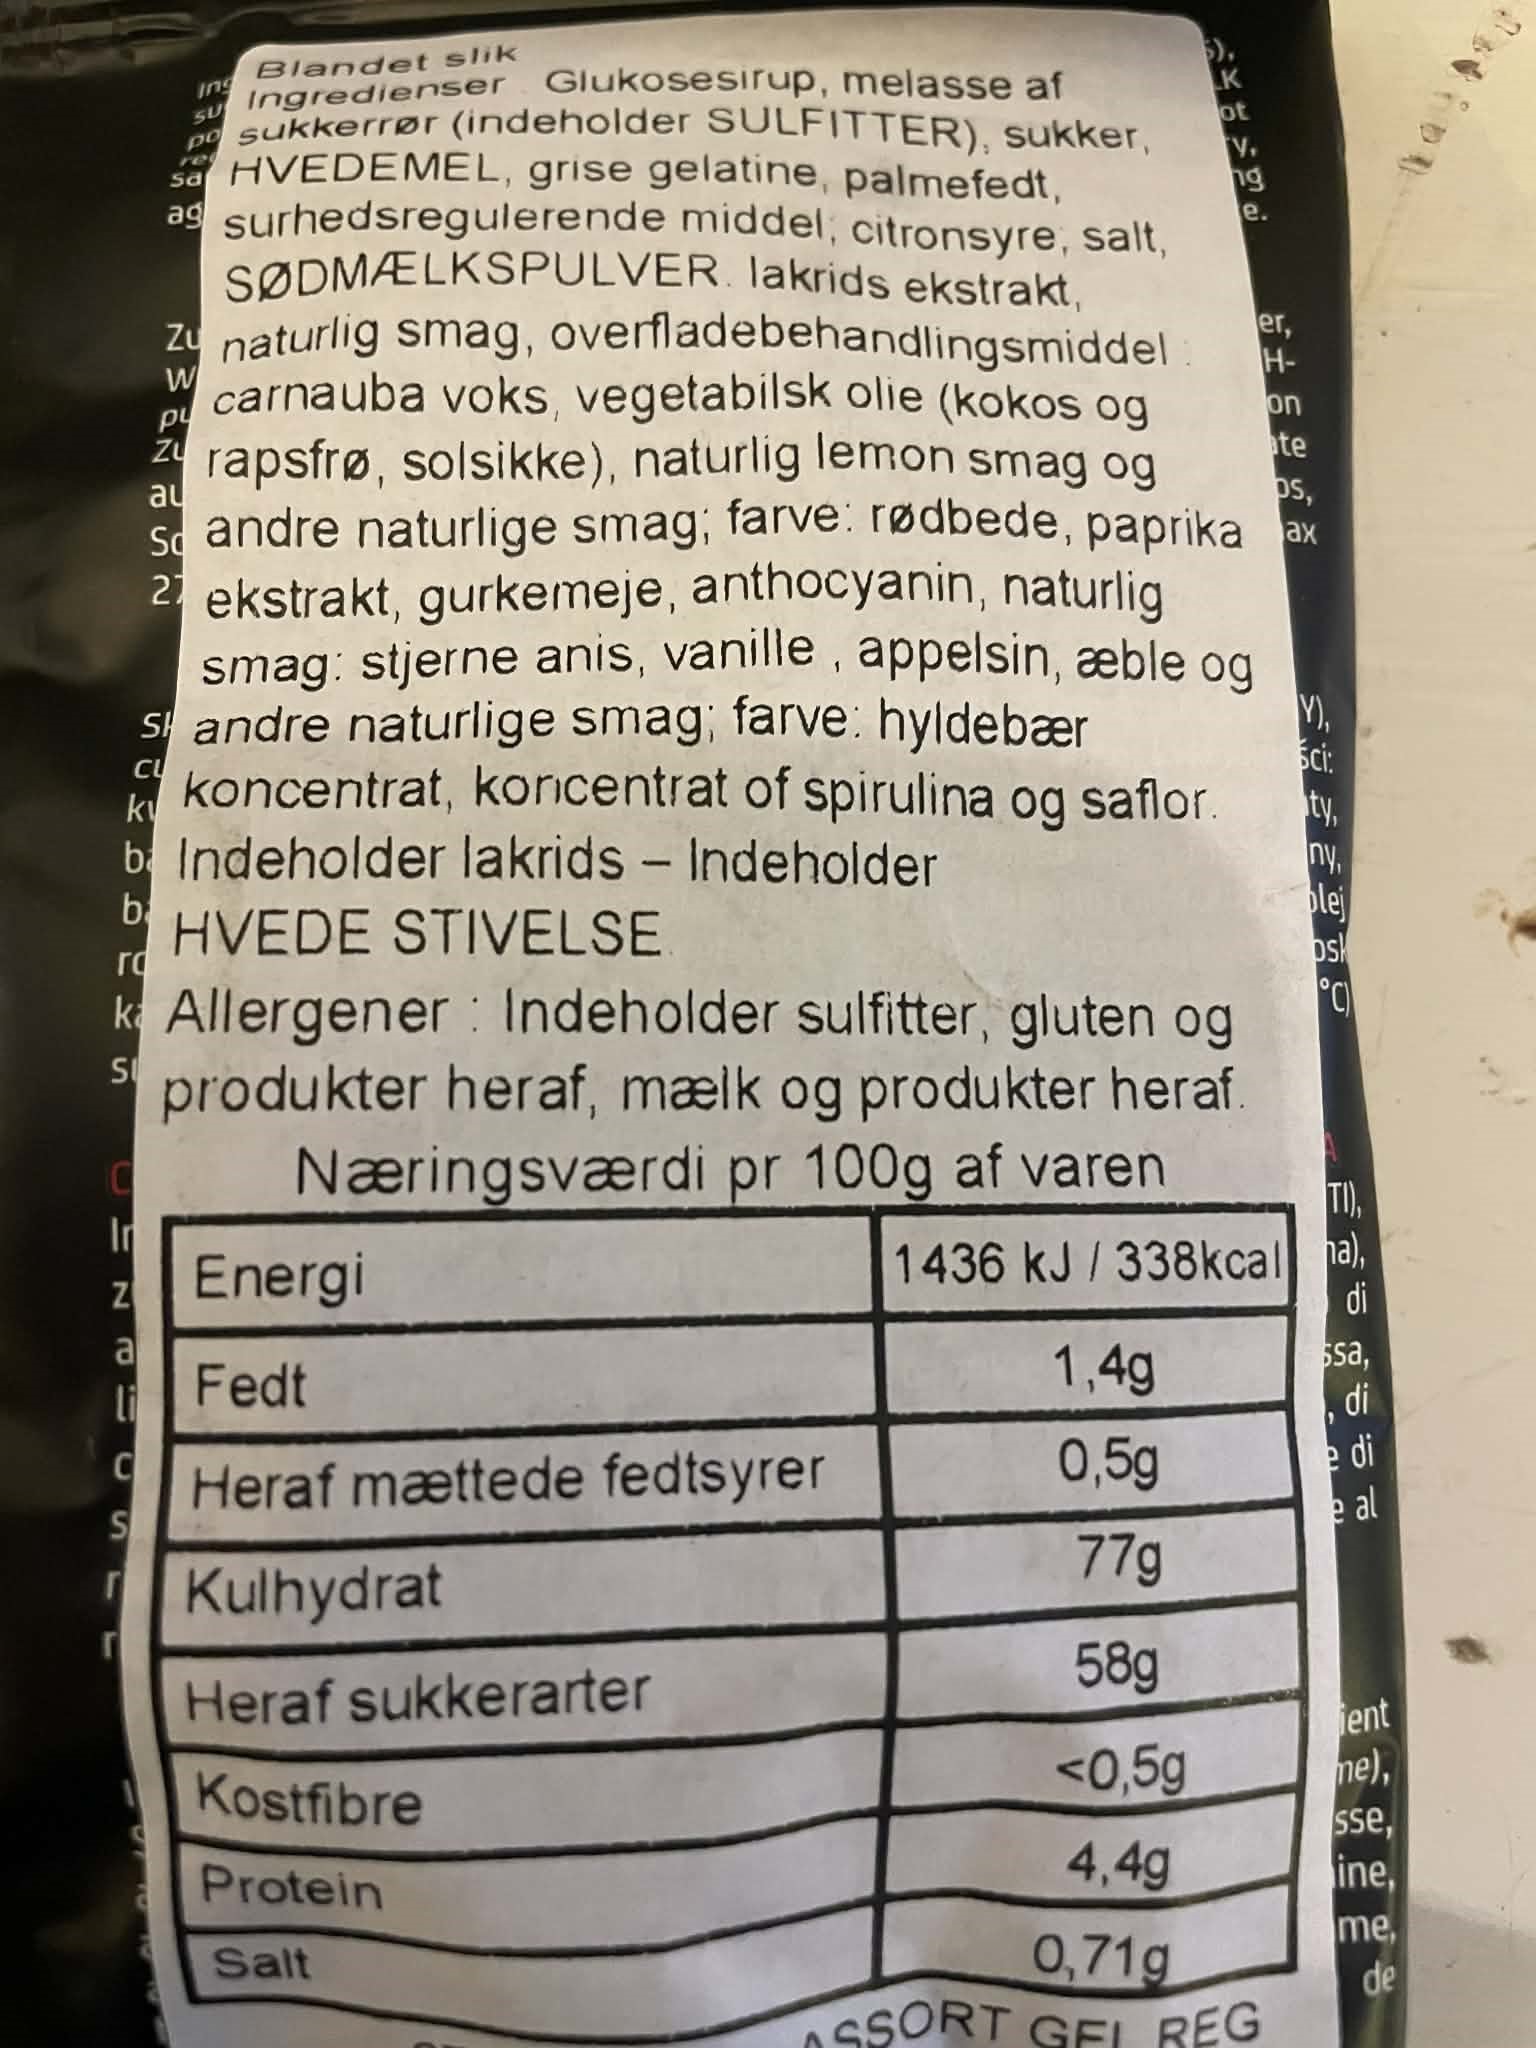 Blandet slik
Ingredienser Glukosesirup, melasse af
sukkerrør (indeholder SULFITTER), sukker,
HVEDEMEL, grise gelatine, palmefedt,
surhedsregulerende middel; citronsyre, salt,
SØDMÆLKSPULVER. lakrids ekstrakt,
naturlig smag, overfladebehandlingsmiddel :
carnauba voks, vegetabilsk olie (kokos og
rapsfrø, solsikke), naturlig lemon smag og
andre naturlige smag; farve: rødbede, paprika
ekstrakt, gurkemeje, anthocyanin, naturlig
smag: stjerne anis, vanille , appelsin, æble og
andre naturlige smag; farve: hyldebær
koncentrat, koncentrat of spirulina og saflor.
Indeholder lakrids – Indeholder
HVEDE STIVELSE.
Allergener : Indeholder sulfitter, gluten og
produkter heraf, mælk og produkter heraf.
Næringsværdi pr 100g af varen
Energi 1436 kJ / 338kcal
Fedt 1,4g
Heraf mættede fedtsyrer 0,5g
Kulhydrat 77g
Heraf sukkerarter 58g
Kostfibre <0,5g
Protein 4,4g
Salt 0,71g
ASSORT GEL REG